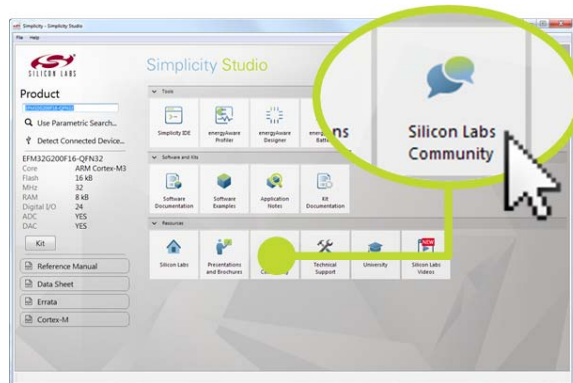 Simplicity - Simplicity Studio
File Help
SILICON LABS
Simplicity Studio
Product
Use Parametric Search...
Detect Connected Device...
EFM32G200F16-QFN32
Core ARM Cortex-M3
Flash 16 kB
MHz 32
RAM 8 kB
Digital I/O 24
ADC YES
DAC YES
Kit
Reference Manual
Data Sheet
Errata
Cortex-M
Tools
Simplicity IDE
energyAware
Profiler
energyAware
Designer
Software and Kits
Software
Documentation
Software
Examples
Application
Notes
Kit
Documentation
Resources
Silicon Labs
Presentations
and Brochures
Technical
Support
University
NEW
Silicon Labs
Videos
Silicon Labs
Community